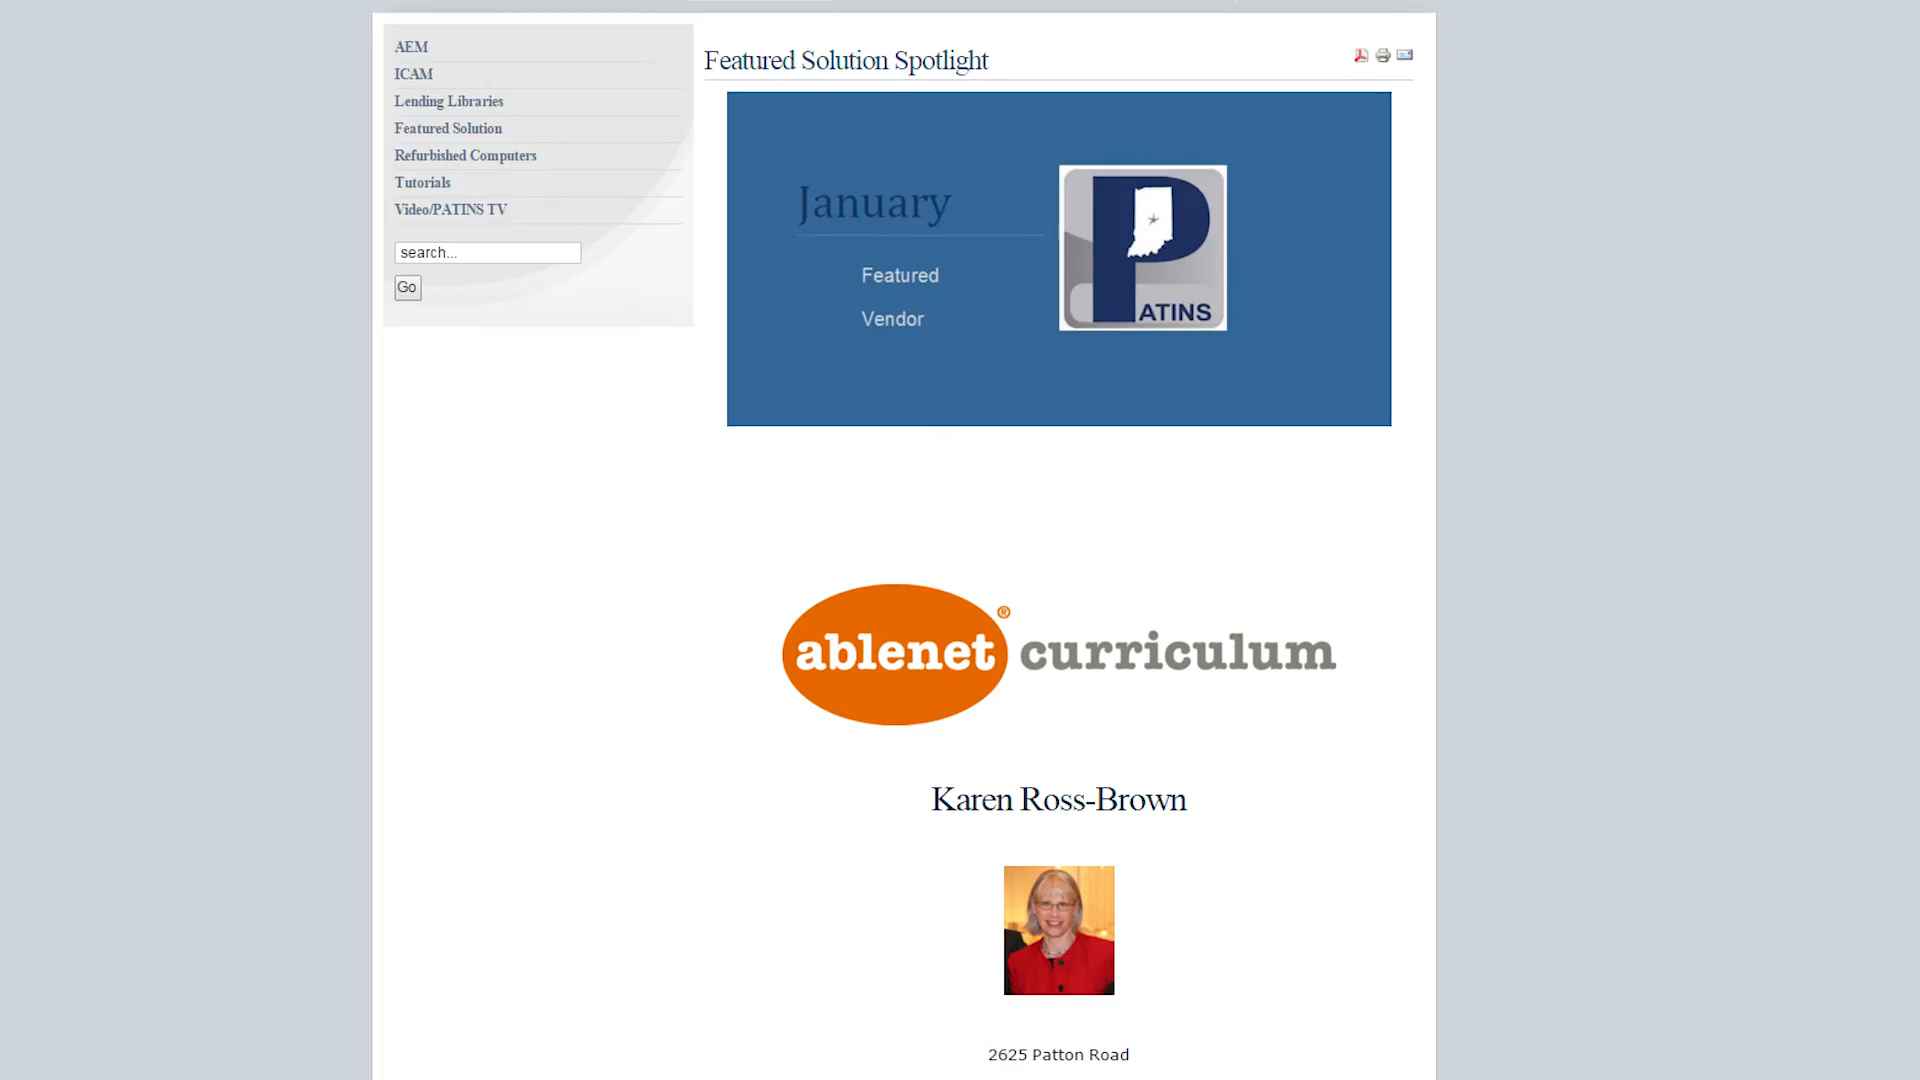 AEM
ICAM
Lending Libraries
Featured Solution
Refurbished Computers
Tutorials
Video/PATINS TV
search...
Go
Featured Solution Spotlight
January
Featured
Vendor
PATINS
ablenet® curriculum
Karen Ross-Brown
2625 Patton Road